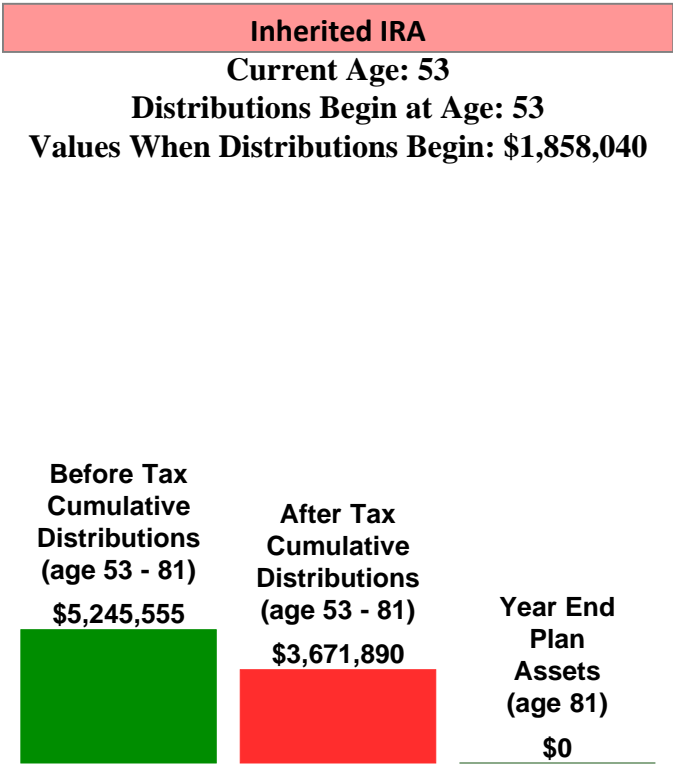 Inherited IRA
Current Age: 53
Distributions Begin at Age: 53
Values When Distributions Begin: $1,858,040
Before Tax
Cumulative
Distributions
(age 53 - 81)
$5,245,555
After Tax
Cumulative
Distributions
(age 53 - 81)
$3,671,890
Year End
Plan
Assets
(age 81)
$0